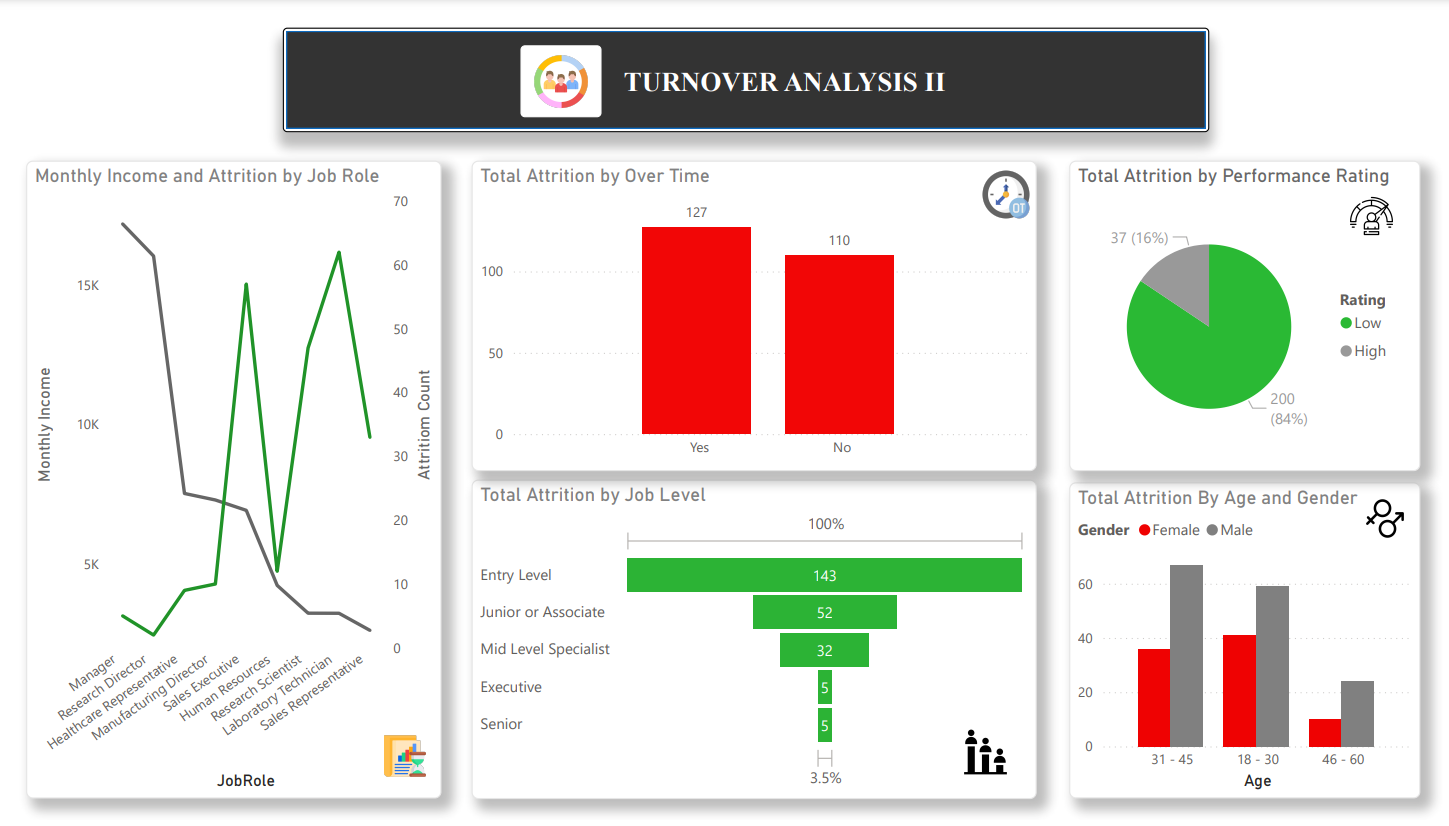 TURNOVER ANALYSIS II
Monthly Income and Attrition by Job Role
Monthly Income
15K
10K
5K
70
60
50
40
30
20
10
0
Attritiom Count
Manager
Research Director
Healthcare Representative
Manufacturing Director
Sales Executive
Human Resources
Research Scientist
Laboratory Technician
Sales Representative
JobRole
Total Attrition by Over Time
OT
127
110
100
50
0
Yes
No
Total Attrition by Job Level
100%
Entry Level
143
Junior or Associate
52
Mid Level Specialist
32
Executive
5
Senior
5
3.5%
Total Attrition by Performance Rating
37 (16%)
Rating
Low
High
200
(84%)
Total Attrition By Age and Gender
Gender Female Male
60
40
20
0
31 - 45
18 - 30
46 - 60
Age